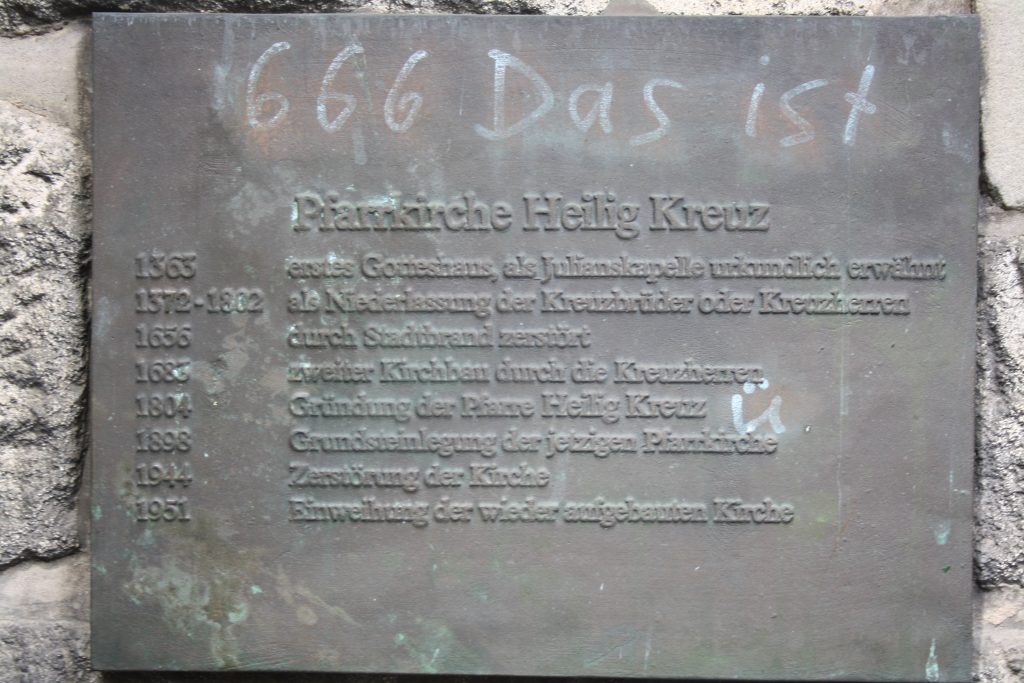 666 Das ist
Pfarrkirche Heilig Kreuz
1363 erstes Gotteshaus, als Julianskapelle urkundlich erwähnt
1372-1802 als Niederlassung der Kreuzbrüder oder Kreuzherren
1656 durch Stadtbrand zerstört
1683 zweiter Kirchbau durch die Kreuzherren
1804 Gründung der Pfarre Heilig Kreuz ü
1898 Grundsteinlegung der jetzigen Pfarrkirche
1944 Zerstörung der Kirche
1951 Einweihung der wieder aufgebauten Kirche